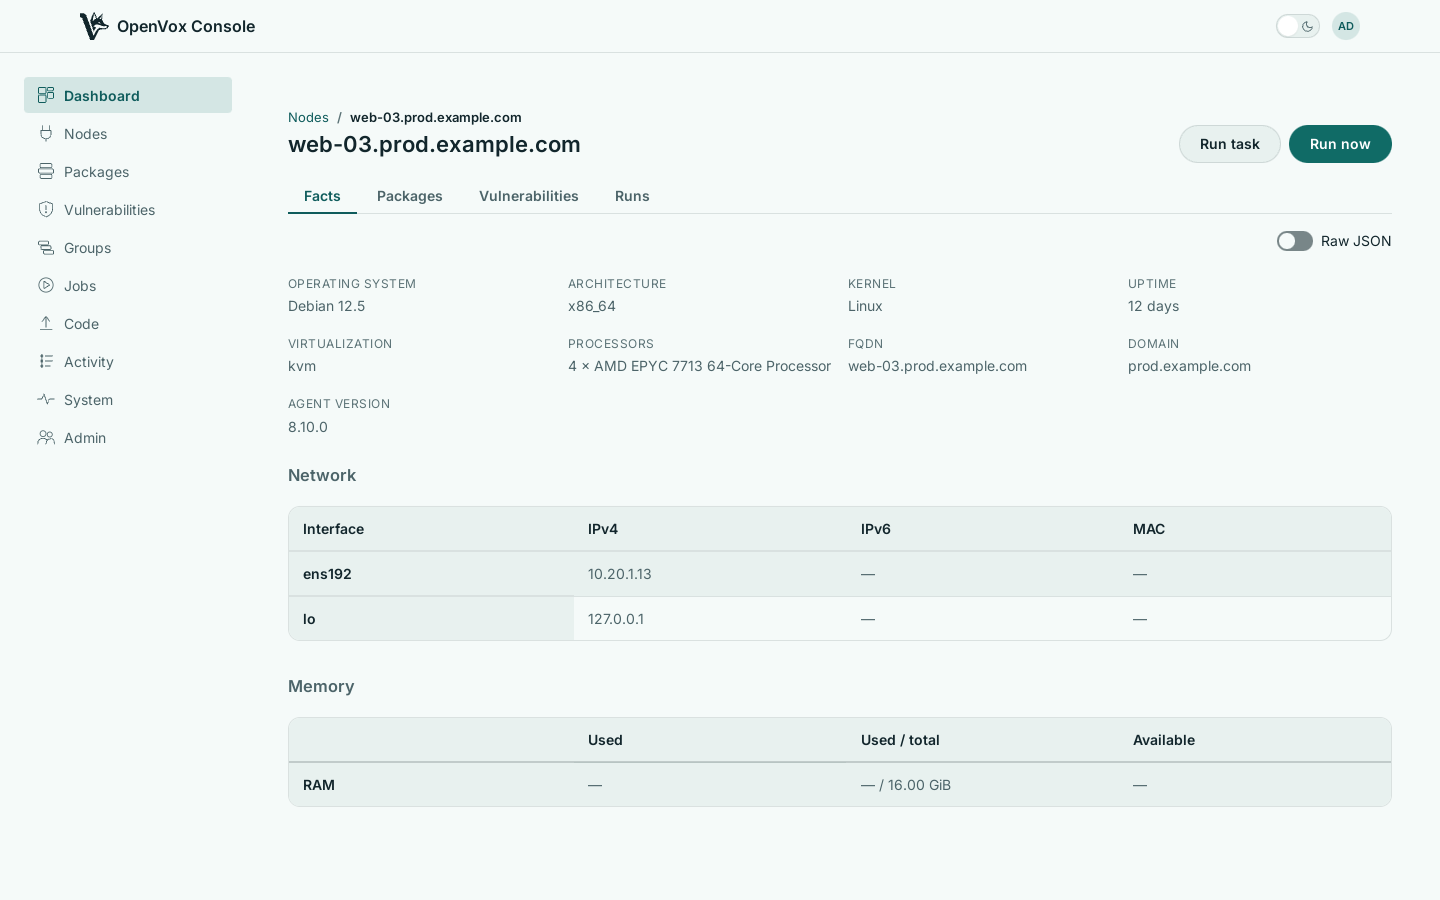 OpenVox Console
AD
Dashboard
Nodes
Packages
Vulnerabilities
Groups
Jobs
Code
Activity
System
Admin
Nodes / web-03.prod.example.com
web-03.prod.example.com
Run task
Run now
Facts Packages Vulnerabilities Runs
Raw JSON
OPERATING SYSTEM ARCHITECTURE KERNEL UPTIME
Debian 12.5 x86_64 Linux 12 days
VIRTUALIZATION PROCESSORS FQDN DOMAIN
kvm 4 × AMD EPYC 7713 64-Core Processor web-03.prod.example.com prod.example.com
AGENT VERSION
8.10.0
Network
Interface IPv4 IPv6 MAC
ens192 10.20.1.13 — —
lo 127.0.0.1 — —
Memory
Used Used / total Available
RAM — — / 16.00 GiB —